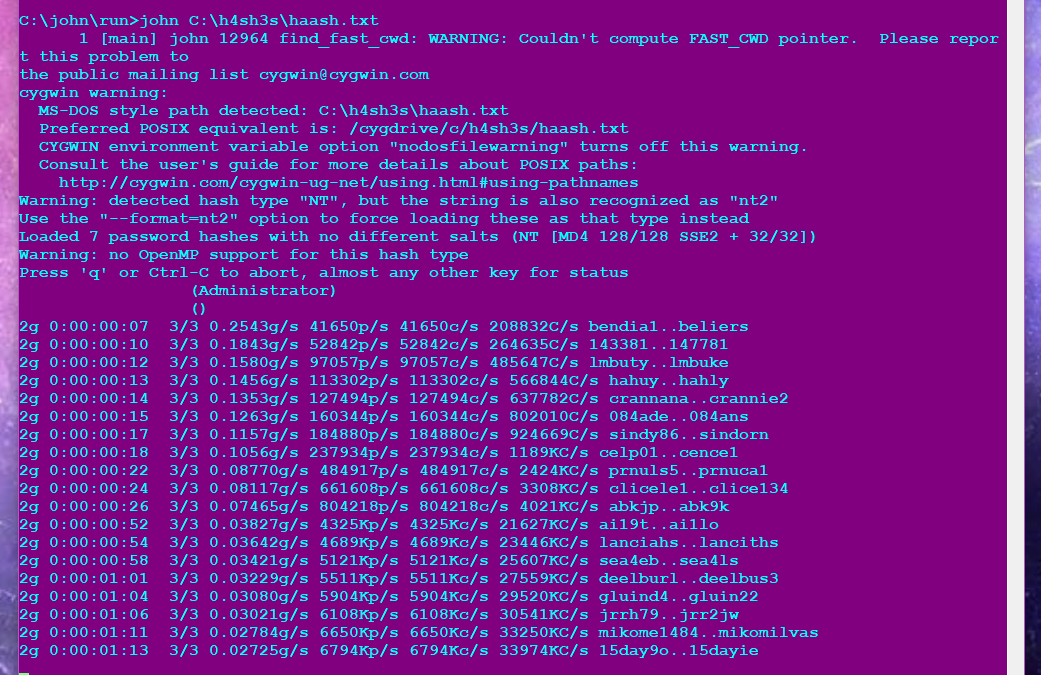 C:\john\run>john C:\h4sh3s\haash.txt
      1 [main] john 12964 find_fast_cwd: WARNING: Couldn't compute FAST_CWD pointer.  Please repor
t this problem to
the public mailing list cygwin@cygwin.com
cygwin warning:
  MS-DOS style path detected: C:\h4sh3s\haash.txt
  Preferred POSIX equivalent is: /cygdrive/c/h4sh3s/haash.txt
  CYGWIN environment variable option "nodosfilewarning" turns off this warning.
  Consult the user's guide for more details about POSIX paths:
    http://cygwin.com/cygwin-ug-net/using.html#using-pathnames
Warning: detected hash type "NT", but the string is also recognized as "nt2"
Use the "--format=nt2" option to force loading these as that type instead
Loaded 7 password hashes with no different salts (NT [MD4 128/128 SSE2 + 32/32])
Warning: no OpenMP support for this hash type
Press 'q' or Ctrl-C to abort, almost any other key for status
                 (Administrator)
                 ()
2g 0:00:00:07  3/3 0.2543g/s 41650p/s 41650c/s 208832C/s bendia1..beliers
2g 0:00:00:10  3/3 0.1843g/s 52842p/s 52842c/s 264635C/s 143381..147781
2g 0:00:00:12  3/3 0.1580g/s 97057p/s 97057c/s 485647C/s lmbuty..lmbuke
2g 0:00:00:13  3/3 0.1456g/s 113302p/s 113302c/s 566844C/s hahuy..hahly
2g 0:00:00:14  3/3 0.1353g/s 127494p/s 127494c/s 637782C/s crannana..crannie2
2g 0:00:00:15  3/3 0.1263g/s 160344p/s 160344c/s 802010C/s 084ade..084ans
2g 0:00:00:17  3/3 0.1157g/s 184880p/s 184880c/s 924669C/s sindy86..sindorn
2g 0:00:00:18  3/3 0.1056g/s 237934p/s 237934c/s 1189KC/s celp01..cence1
2g 0:00:00:22  3/3 0.08770g/s 484917p/s 484917c/s 2424KC/s prnuls5..prnuca1
2g 0:00:00:24  3/3 0.08117g/s 661608p/s 661608c/s 3308KC/s clicele1..clice134
2g 0:00:00:26  3/3 0.07465g/s 804218p/s 804218c/s 4021KC/s abkjp..abk9k
2g 0:00:00:52  3/3 0.03827g/s 4325Kp/s 4325Kc/s 21627KC/s ai19t..ai1lo
2g 0:00:00:54  3/3 0.03642g/s 4689Kp/s 4689Kc/s 23446KC/s lanciahs..lanciths
2g 0:00:00:58  3/3 0.03421g/s 5121Kp/s 5121Kc/s 25607KC/s sea4eb..sea4ls
2g 0:00:01:01  3/3 0.03229g/s 5511Kp/s 5511Kc/s 27559KC/s deelburl..deelbus3
2g 0:00:01:04  3/3 0.03080g/s 5904Kp/s 5904Kc/s 29520KC/s gluind4..gluin22
2g 0:00:01:06  3/3 0.03021g/s 6108Kp/s 6108Kc/s 30541KC/s jrrh79..jrr2jw
2g 0:00:01:11  3/3 0.02784g/s 6650Kp/s 6650Kc/s 33250KC/s mikome1484..mikomilvas
2g 0:00:01:13  3/3 0.02725g/s 6794Kp/s 6794Kc/s 33974KC/s 15day9o..15dayie